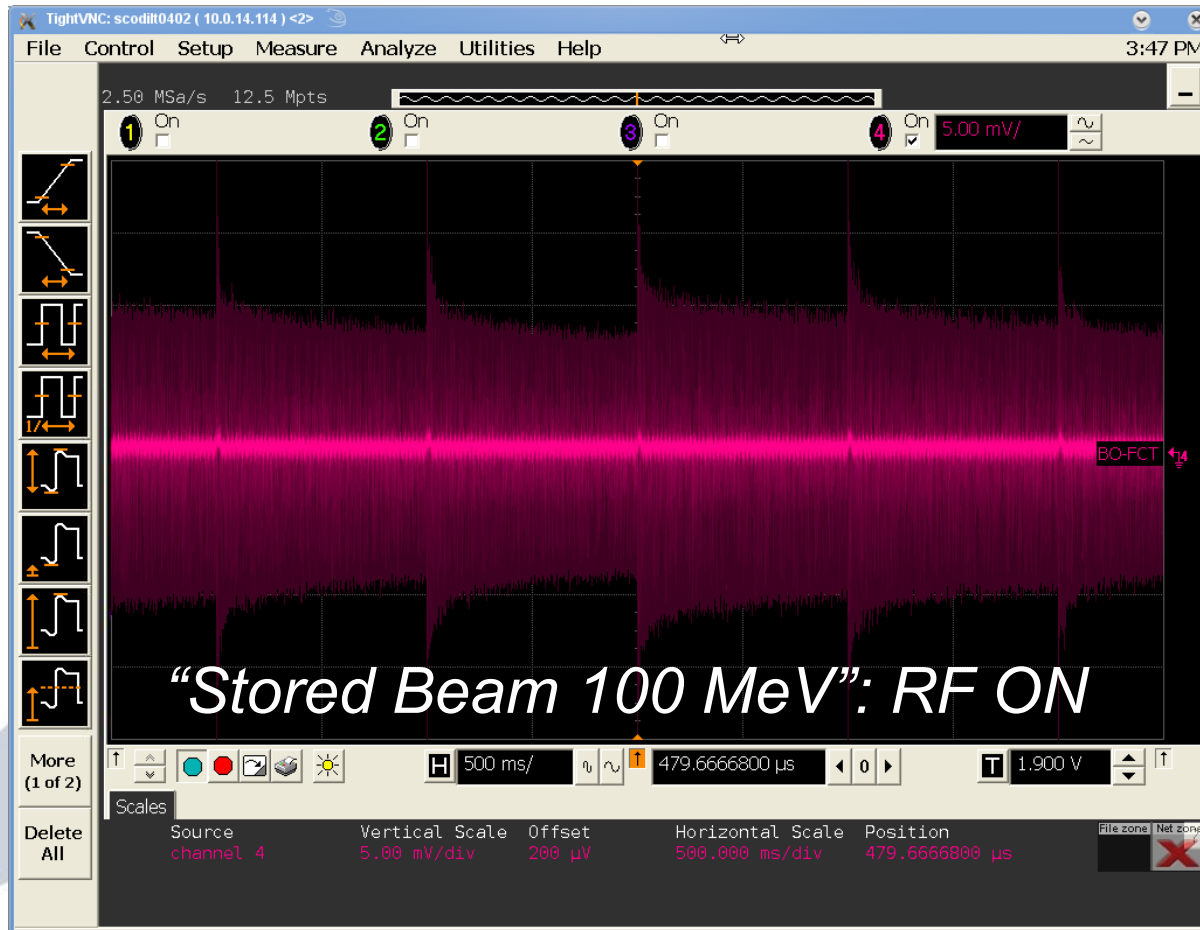 TightVNC: scodilt0402 ( 10.0.14.114 ) <2>
File Control Setup Measure Analyze Utilities Help 3:47 PM
2.50 MSa/s 12.5 Mpts
1 On 2 On 3 On 4 On 5.00 mV/
BO-FCT 4
1/
“Stored Beam 100 MeV”: RF ON
More
(1 of 2)
H 500 ms/ 479.6666800 µs 0 T 1.900 V
Scales
Delete
All
Source Vertical Scale Offset Horizontal Scale Position
channel 4 5.00 mV/div 200 µV 500.000 ms/div 479.6666800 µs
File zone Net zone